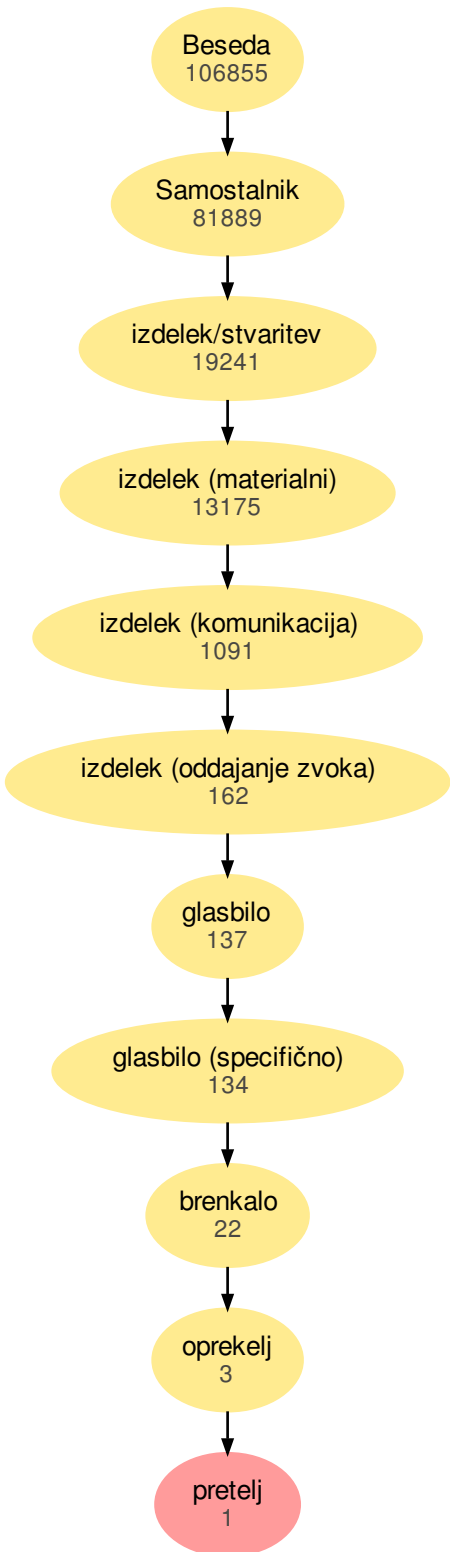 Beseda
106855
Samostalnik
81889
izdelek/stvaritev
19241
izdelek (materialni)
13175
izdelek (komunikacija)
1091
izdelek (oddajanje zvoka)
162
glasbilo
137
glasbilo (specifično)
134
brenkalo
22
oprekelj
3
pretelj
1